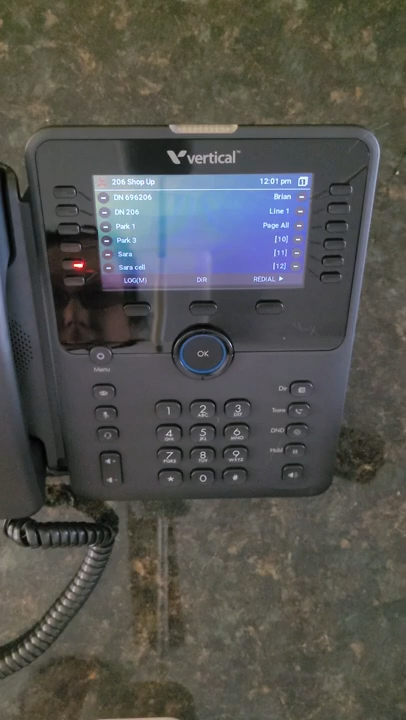 vertical™
206 Shop Up 12:01 pm
DN 696206 Brian
DN 206 Line 1
Park 1 Page All
Park 3 [10]
Sara [11]
Sara cell [12]
LOG(M) DIR REDIAL ▶
OK
Menu
Dir
1 2 ABC 3 DEF
Trans
4 GHI 5 JKL 6 MNO
DND
7 PQRS 8 TUV 9 WXYZ
Hold
* 0 #